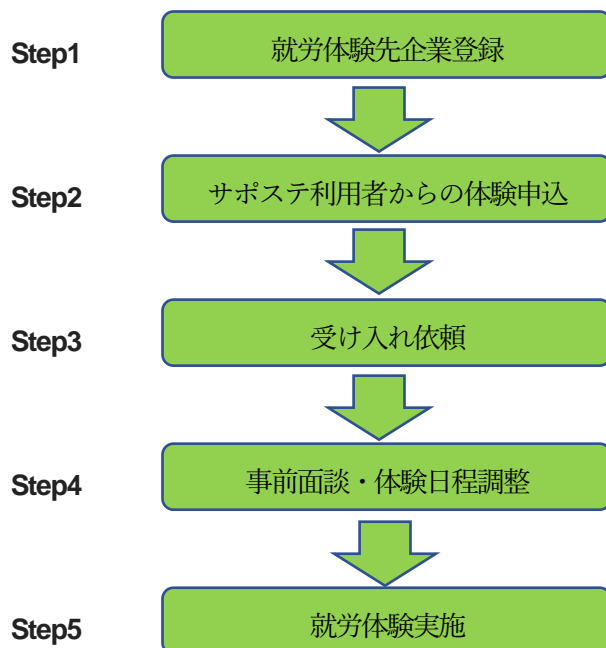 Step1 就労体験先企業登録
Step2 サポステ利用者からの体験申込
Step3 受け入れ依頼
Step4 事前面談・体験日程調整
Step5 就労体験実施